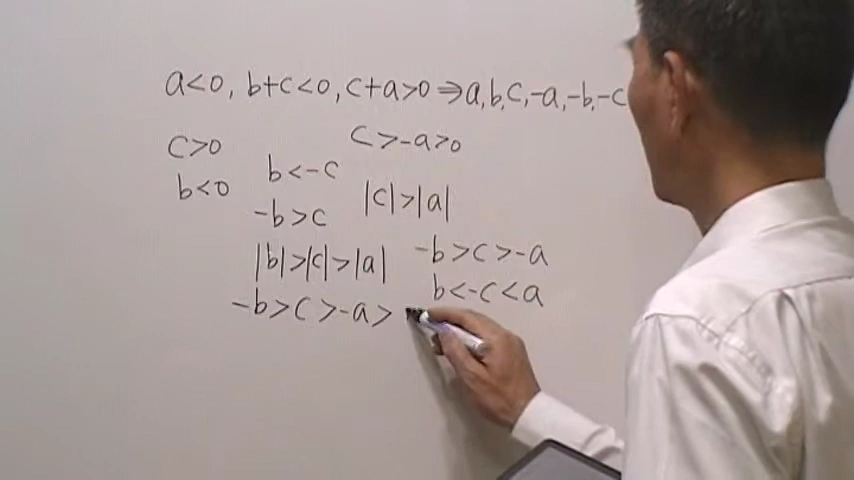 a<0, b+c<0, c+a>0 ⇒ a, b, c, -a, -b, -c
c>0
c>-a>0
b<-c
b<0
|c|>|a|
-b>c
|b|>|c|>|a|
-b>c>-a
b<-c<a
-b>c>-a>